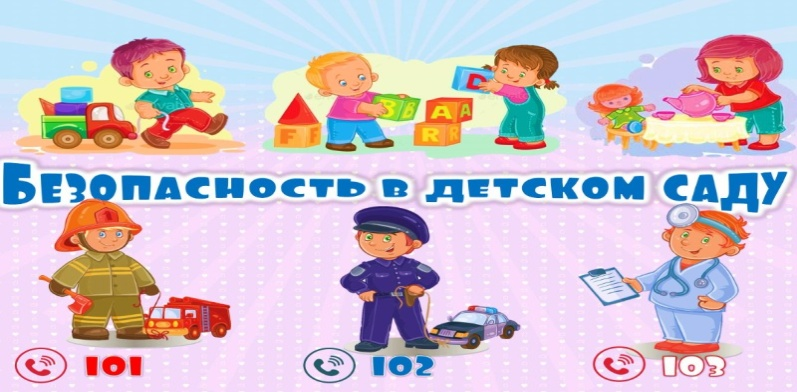 D
З В A A
F F R R
Безопасность в детском саду
101 102 103